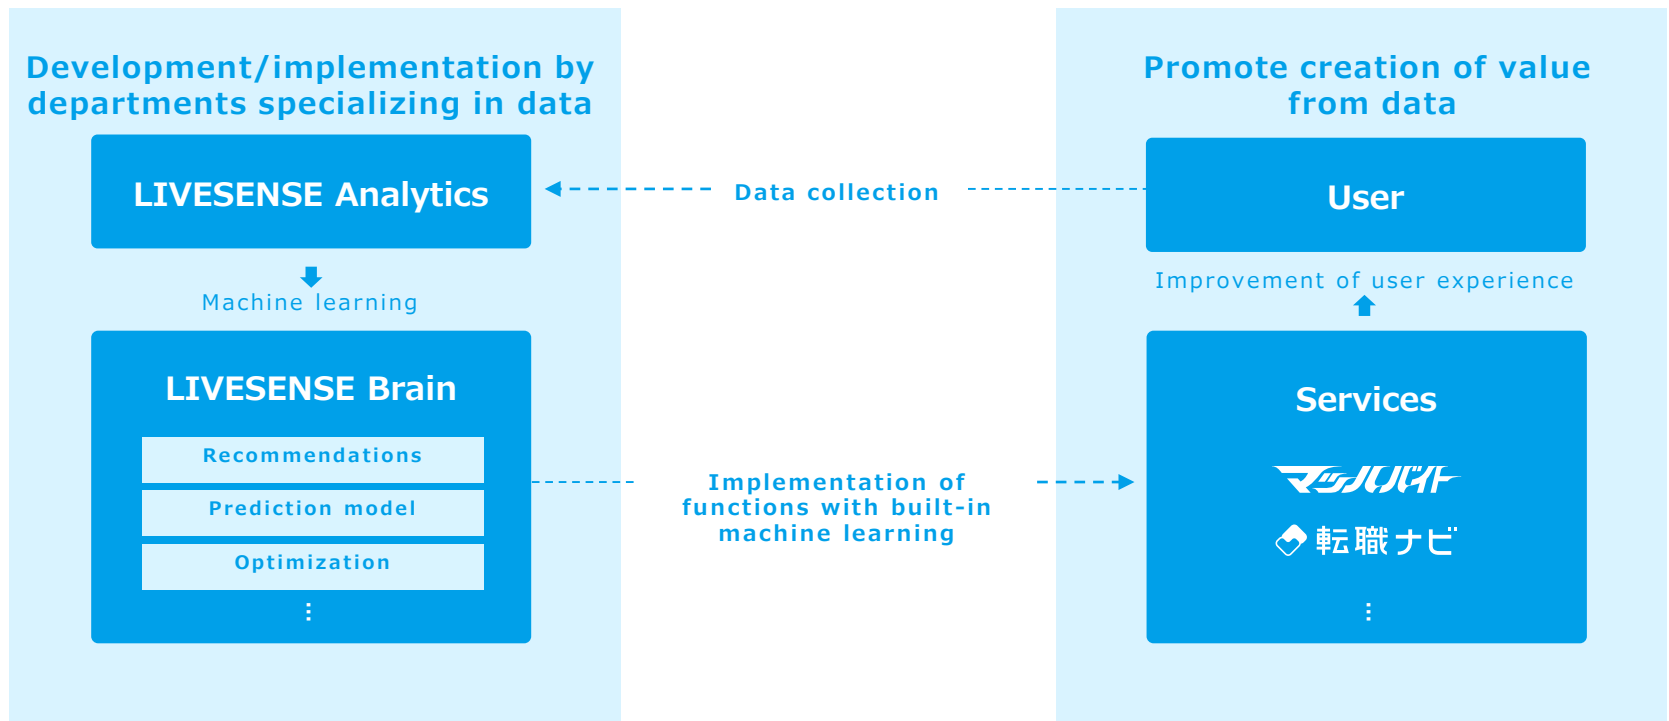 Development/implementation by
departments specializing in data
LIVESENSE Analytics
Machine learning
LIVESENSE Brain
Recommendations
Prediction model
Optimization
⋮
Data collection
Implementation of
functions with built-in
machine learning
Promote creation of value
from data
User
Improvement of user experience
Services
マッハバイト
転職ナビ
⋮